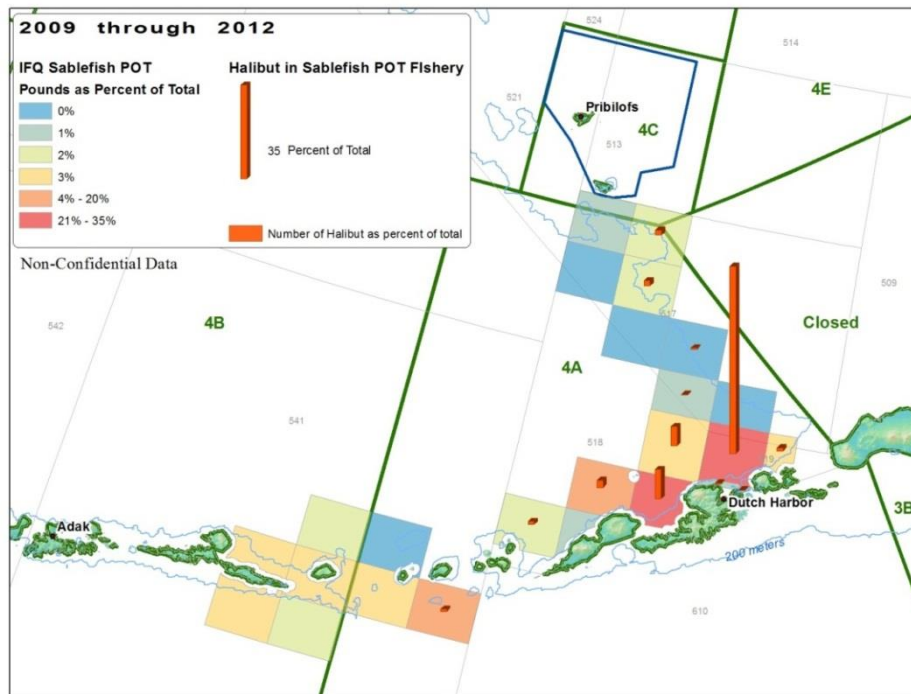 2009 through 2012
IFQ Sablefish POT
Pounds as Percent of Total
0%
1%
2%
3%
4% - 20%
21% - 35%
Halibut in Sablefish POT FIshery
35 Percent of Total
Number of Halibut as percent of total
Non-Confidential Data
524
514
521
Pribilofs
4E
4C
513
509
517
Closed
542
4B
4A
541
518
19
Dutch Harbor
3B
Adak
200 meters
0
610